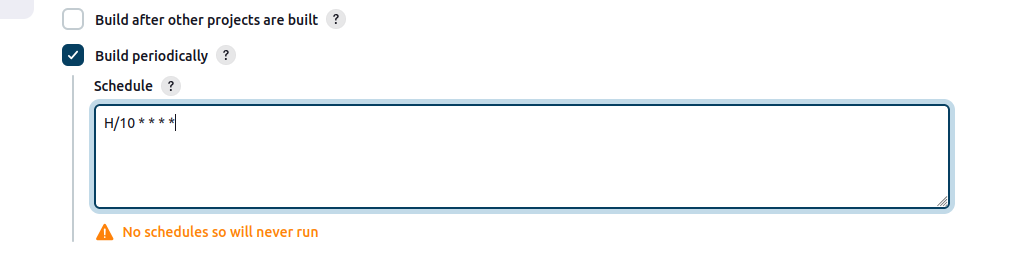 Build after other projects are built ?
Build periodically ?
Schedule ?
H/10 * * * *
No schedules so will never run